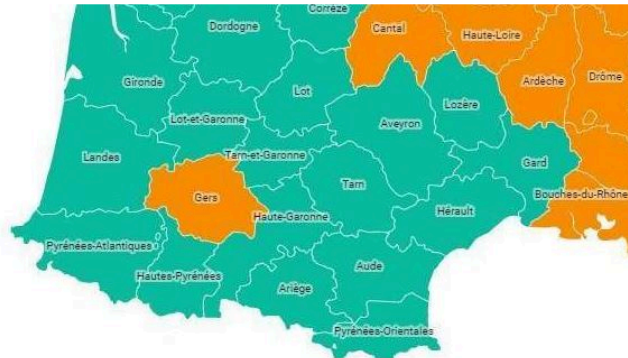 Corrèze
Dordogne
Cantal
Haute-Loire
Gironde
Lot
Ardèche
Drôme
Lozère
Lot-et-Garonne
Aveyron
Landes
Tarn-et-Garonne
Gard
Gers
Tarn
Bouches-du-Rhône
Haute-Garonne
Hérault
Pyrénées-Atlantiques
Hautes-Pyrénées
Aude
Ariège
Pyrénées-Orientales